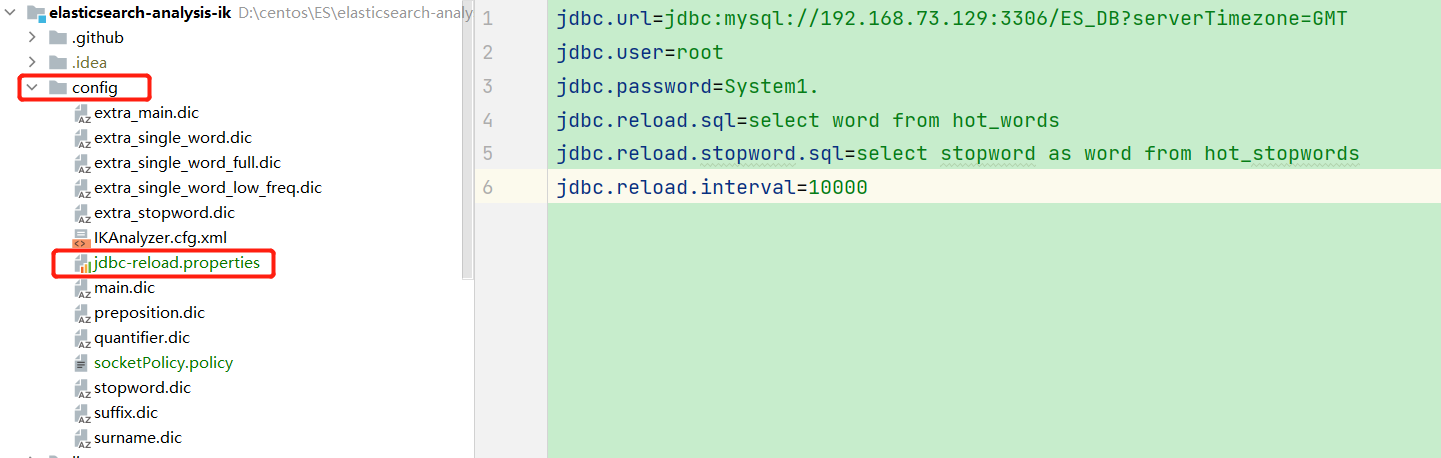 elasticsearch-analysis-ik D:\centos\ES\elasticsearch-analy
.github
.idea
config
extra_main.dic
extra_single_word.dic
extra_single_word_full.dic
extra_single_word_low_freq.dic
extra_stopword.dic
IKAnalyzer.cfg.xml
jdbc-reload.properties
main.dic
preposition.dic
quantifier.dic
socketPolicy.policy
stopword.dic
suffix.dic
surname.dic
1 jdbc.url=jdbc:mysql://192.168.73.129:3306/ES_DB?serverTimezone=GMT
2 jdbc.user=root
3 jdbc.password=System1.
4 jdbc.reload.sql=select word from hot_words
5 jdbc.reload.stopword.sql=select stopword as word from hot_stopwords
6 jdbc.reload.interval=10000